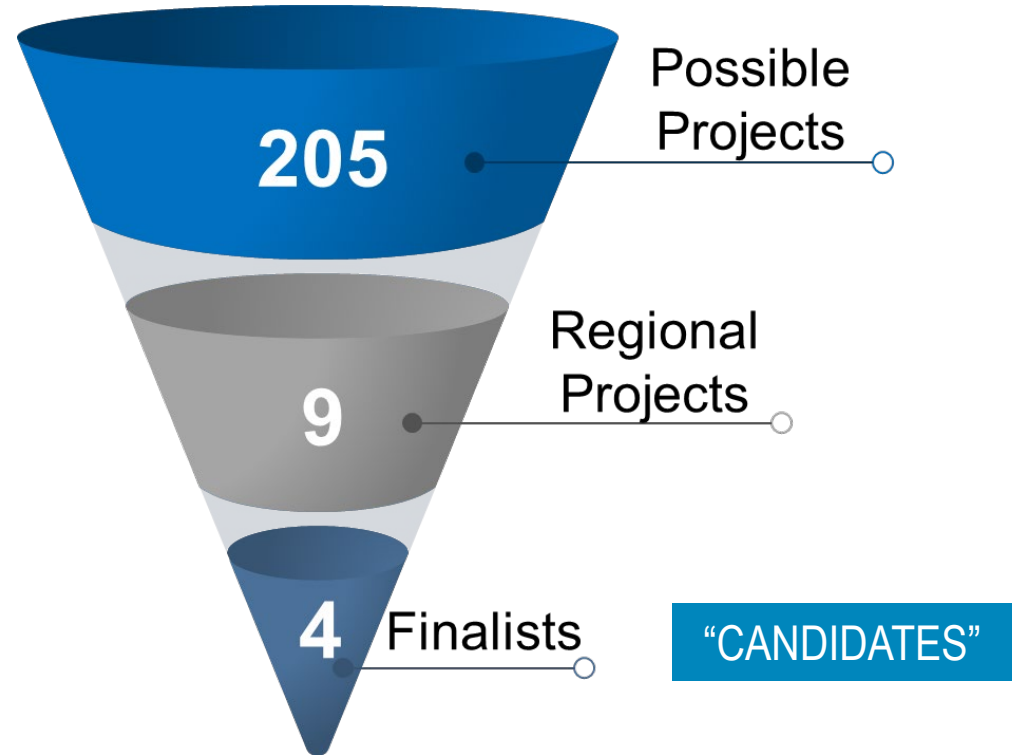 Possible
Projects
205
Regional
Projects
9
4
Finalists
“CANDIDATES”